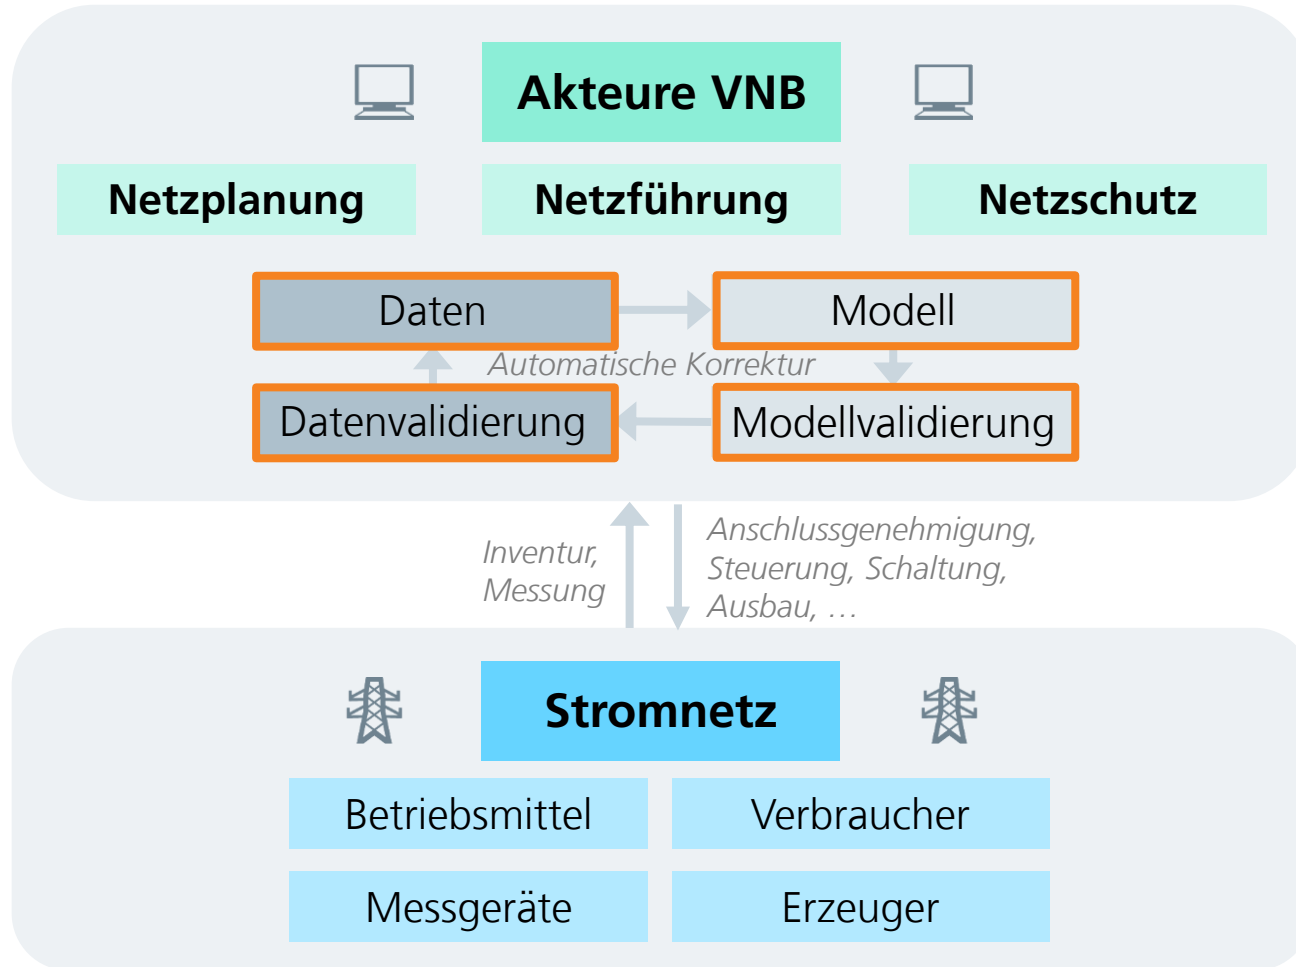 Akteure VNB
Netzplanung
Netzführung
Netzschutz
Daten
Modell
Automatische Korrektur
Datenvalidierung
Modellvalidierung
Inventur,
Messung
Anschlussgenehmigung,
Steuerung, Schaltung,
Ausbau, …
Stromnetz
Betriebsmittel
Verbraucher
Messgeräte
Erzeuger